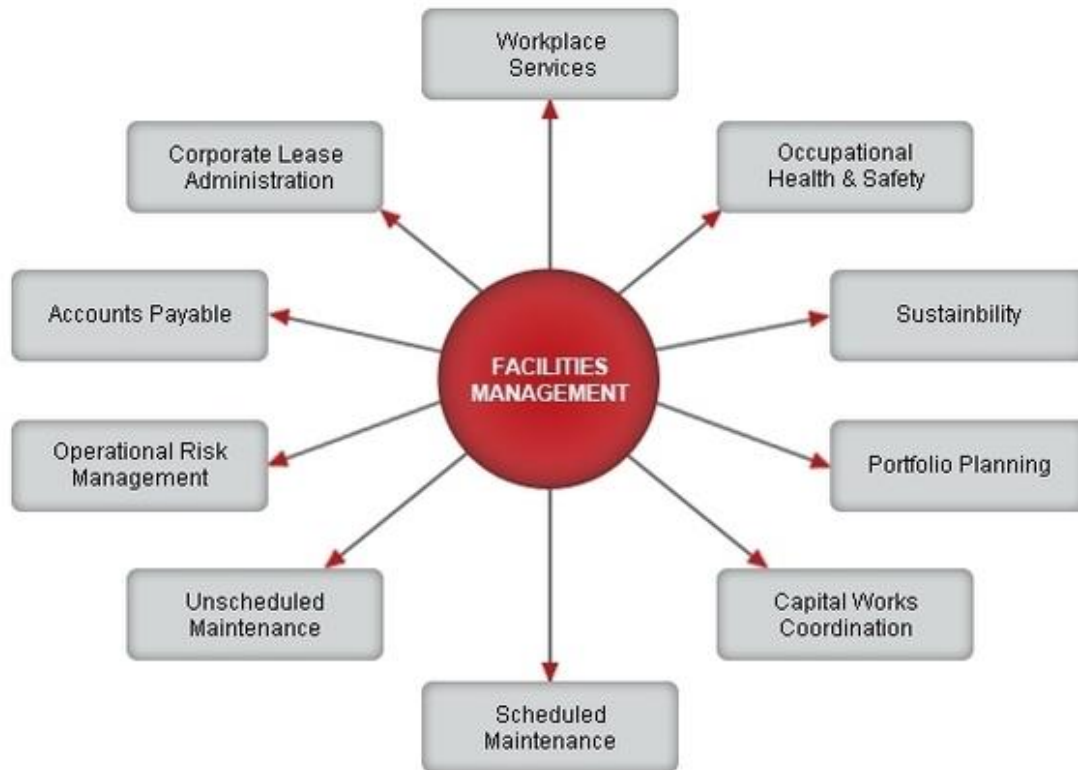 Workplace
Services
Corporate Lease
Administration
Occupational
Health & Safety
Accounts Payable
Sustainbility
FACILITIES
MANAGEMENT
Operational Risk
Management
Portfolio Planning
Unscheduled
Maintenance
Capital Works
Coordination
Scheduled
Maintenance